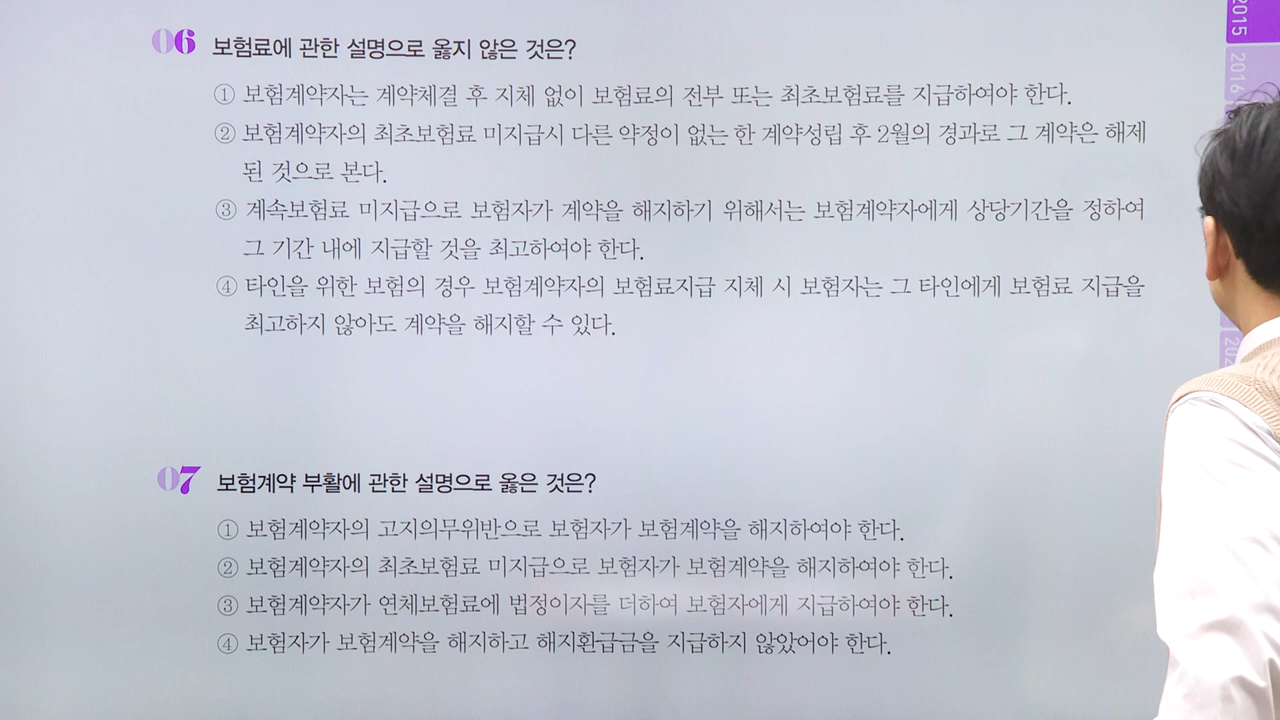 2015
2016
06 보험료에 관한 설명으로 옳지 않은 것은?
① 보험계약자는 계약체결 후 지체 없이 보험료의 전부 또는 최초보험료를 지급하여야 한다.
② 보험계약자의 최초보험료 미지급시 다른 약정이 없는 한 계약성립 후 2월의 경과로 그 계약은 해제
된 것으로 본다.
③ 계속보험료 미지급으로 보험자가 계약을 해지하기 위해서는 보험계약자에게 상당기간을 정하여
그 기간 내에 지급할 것을 최고하여야 한다.
④ 타인을 위한 보험의 경우 보험계약자의 보험료지급 지체 시 보험자는 그 타인에게 보험료 지급을
최고하지 않아도 계약을 해지할 수 있다.
07 보험계약 부활에 관한 설명으로 옳은 것은?
① 보험계약자의 고지의무위반으로 보험자가 보험계약을 해지하여야 한다.
② 보험계약자의 최초보험료 미지급으로 보험자가 보험계약을 해지하여야 한다.
③ 보험계약자가 연체보험료에 법정이자를 더하여 보험자에게 지급하여야 한다.
④ 보험자가 보험계약을 해지하고 해지환급금을 지급하지 않았어야 한다.